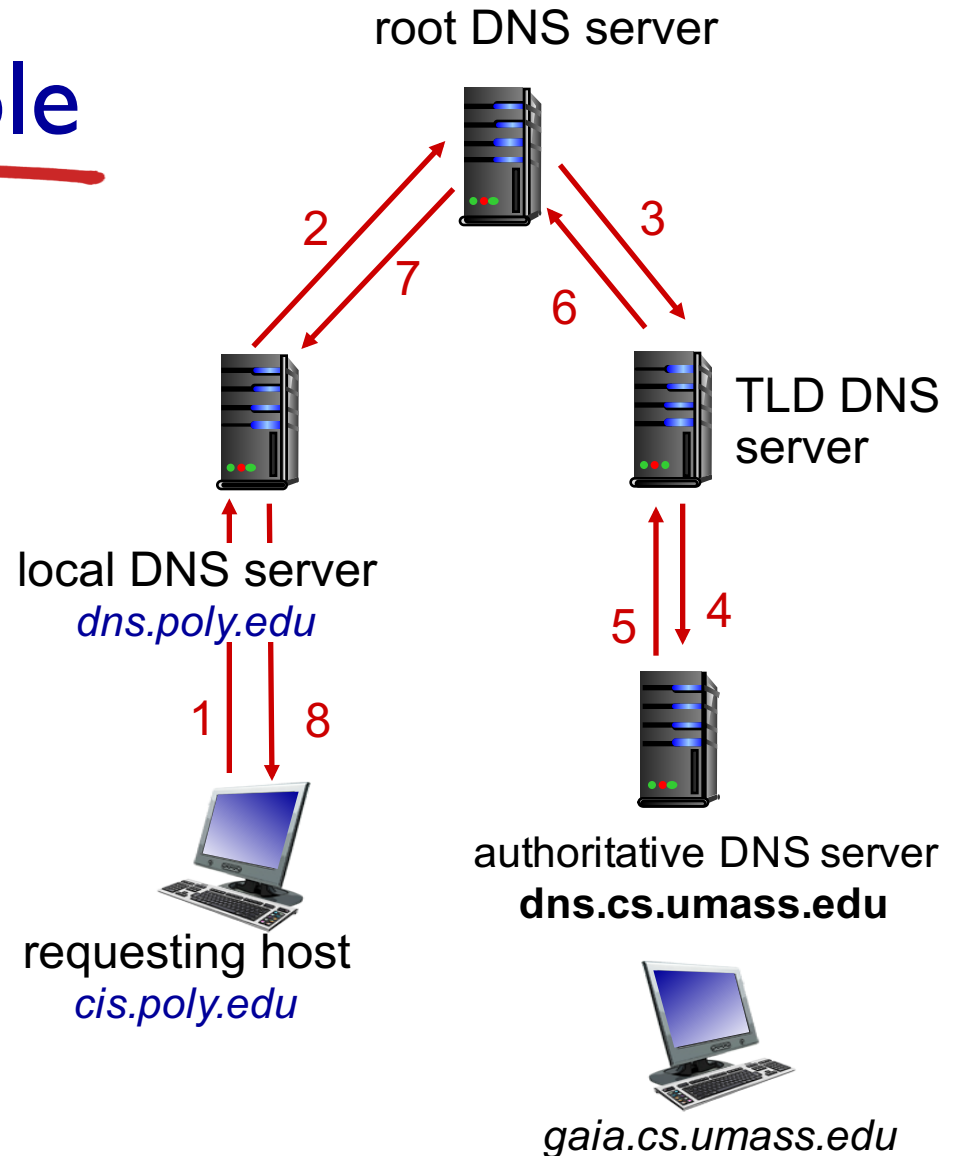 root DNS server
2
3
7
6
TLD DNS
server
local DNS server
dns.poly.edu
5
4
1
8
authoritative DNS server
dns.cs.umass.edu
requesting host
cis.poly.edu
gaia.cs.umass.edu